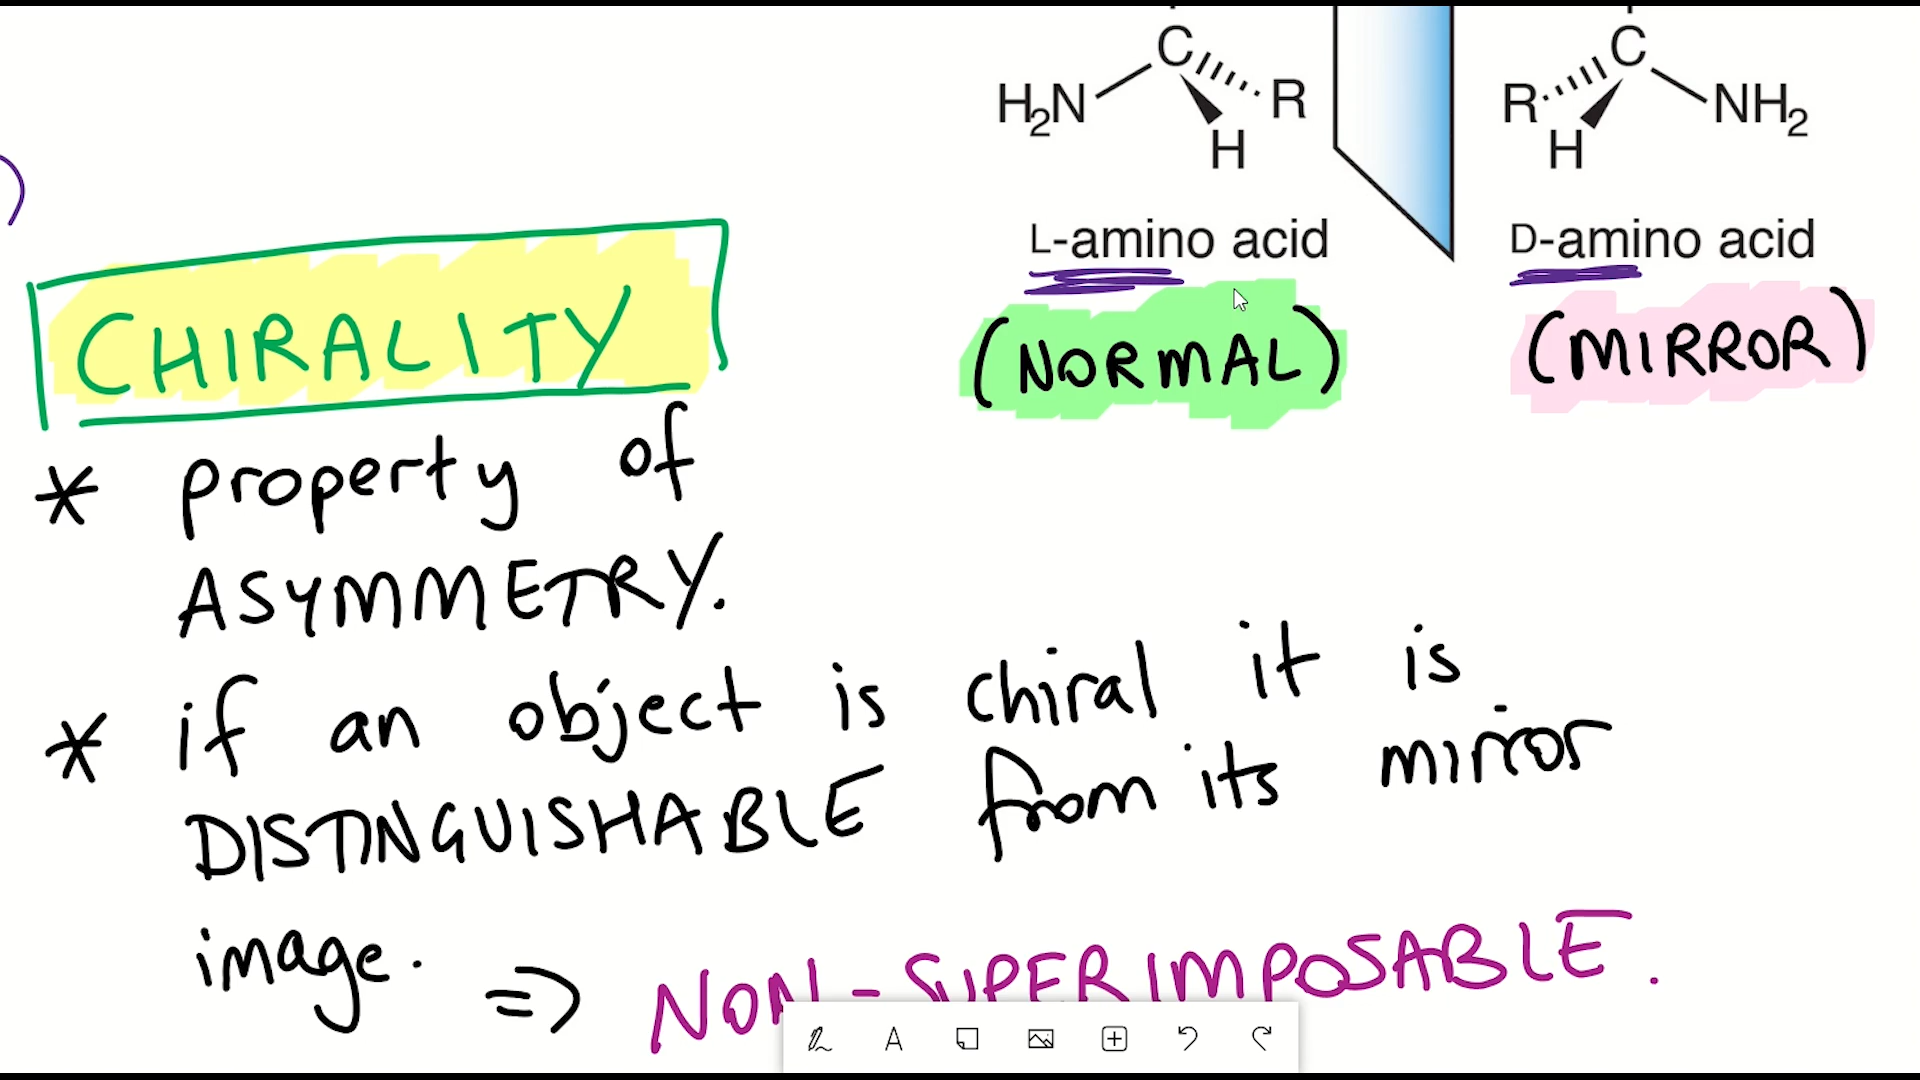 C C
H₂N R R NH₂
H H
L-amino acid D-amino acid
(NORMAL) (MIRROR)
CHIRALITY
* property of
ASYMMETRY.
* if an object is chiral it is
DISTINGUISHABLE from its mirror
image. => NON-SUPERIMPOSABLE.
A